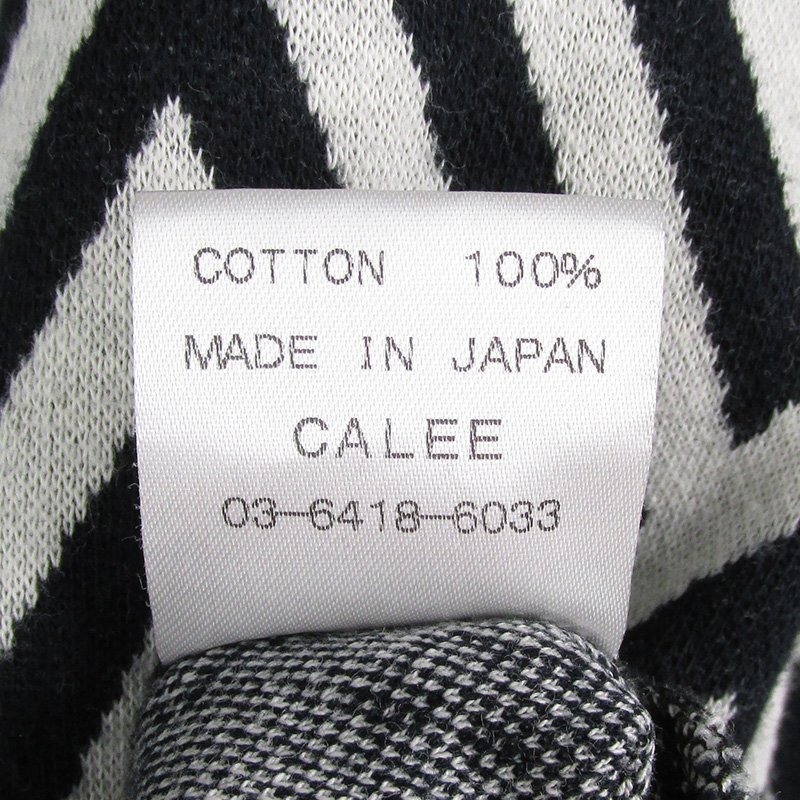 COTTON 100%
MADE IN JAPAN
CALEE
03-6418-6033